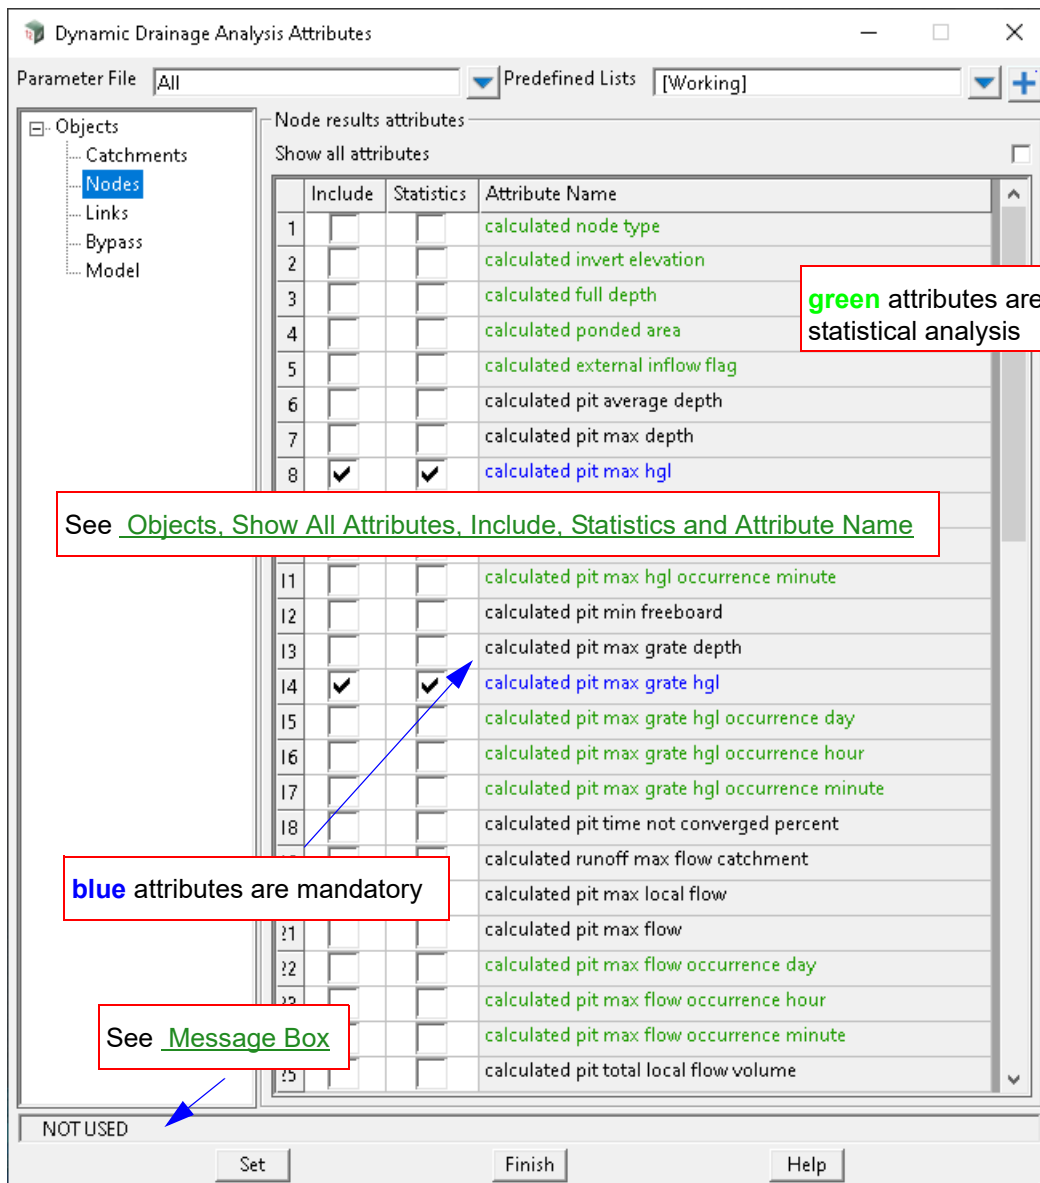 Dynamic Drainage Analysis Attributes
Parameter File All Predefined Lists [Working]
Objects
Catchments
Nodes
Links
Bypass
Model
Node results attributes
Show all attributes
Include Statistics Attribute Name
1 calculated node type
2 calculated invert elevation
3 calculated full depth
4 calculated ponded area
5 calculated external inflow flag
green attributes are
statistical analysis
6 calculated pit average depth
7 calculated pit max depth
8 calculated pit max hgl
See Objects, Show All Attributes, Include, Statistics and Attribute Name
11 calculated pit max hgl occurrence minute
12 calculated pit min freeboard
13 calculated pit max grate depth
14 calculated pit max grate hgl
15 calculated pit max grate hgl occurrence day
16 calculated pit max grate hgl occurrence hour
17 calculated pit max grate hgl occurrence minute
18 calculated pit time not converged percent
calculated runoff max flow catchment
blue attributes are mandatory
calculated pit max local flow
21 calculated pit max flow
22 calculated pit max flow occurrence day
23 calculated pit max flow occurrence hour
See Message Box
calculated pit max flow occurrence minute
25 calculated pit total local flow volume
NOT USED
Set Finish Help